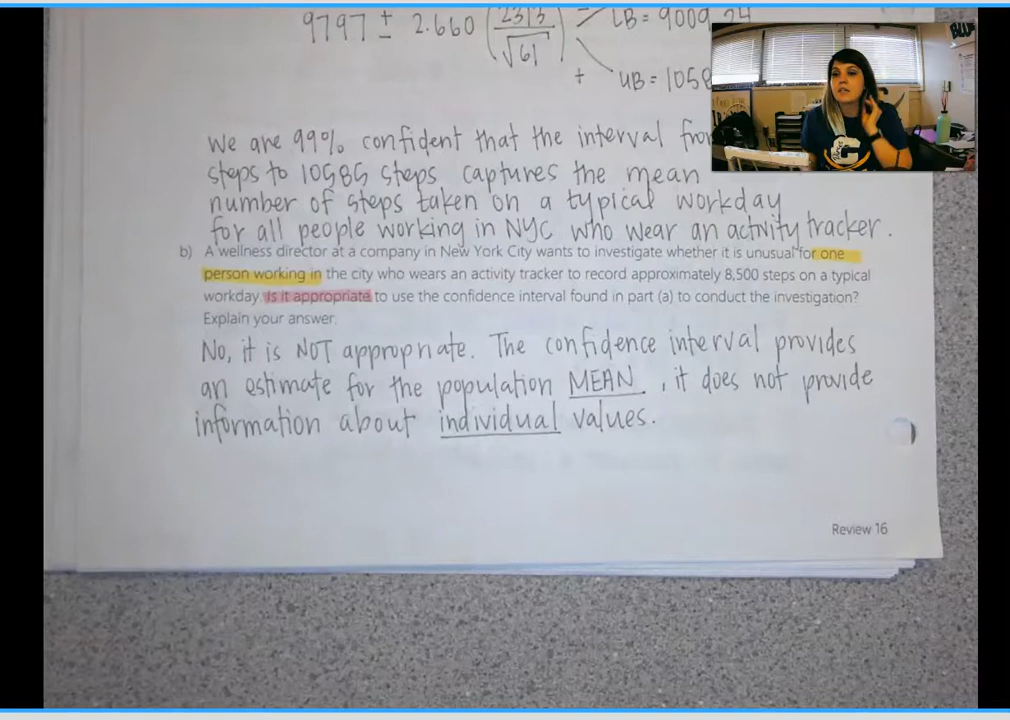 9797 ± 2.660 (2313/√61) LB = 9009.24
+ UB = 1058
BLUE
G
We are 99% confident that the interval from
steps to 10585 steps captures the mean
number of steps taken on a typical workday
for all people working in NYC who wear an activity tracker.
b) A wellness director at a company in New York City wants to investigate whether it is unusual for one
person working in the city who wears an activity tracker to record approximately 8,500 steps on a typical
workday. Is it appropriate to use the confidence interval found in part (a) to conduct the investigation?
Explain your answer.
No, it is NOT appropriate. The confidence interval provides
an estimate for the population MEAN, it does not provide
information about individual values.
Review 16